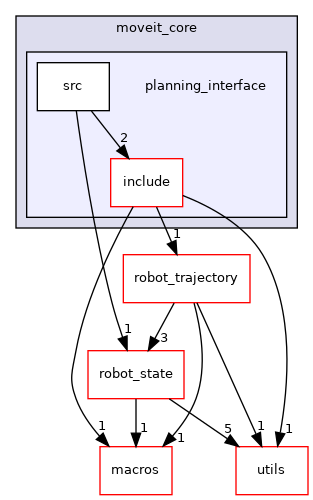 moveit_core
src
planning_interface
2
include
1
robot_trajectory
1
3
robot_state
1
1
1
5
1
1
macros
utils